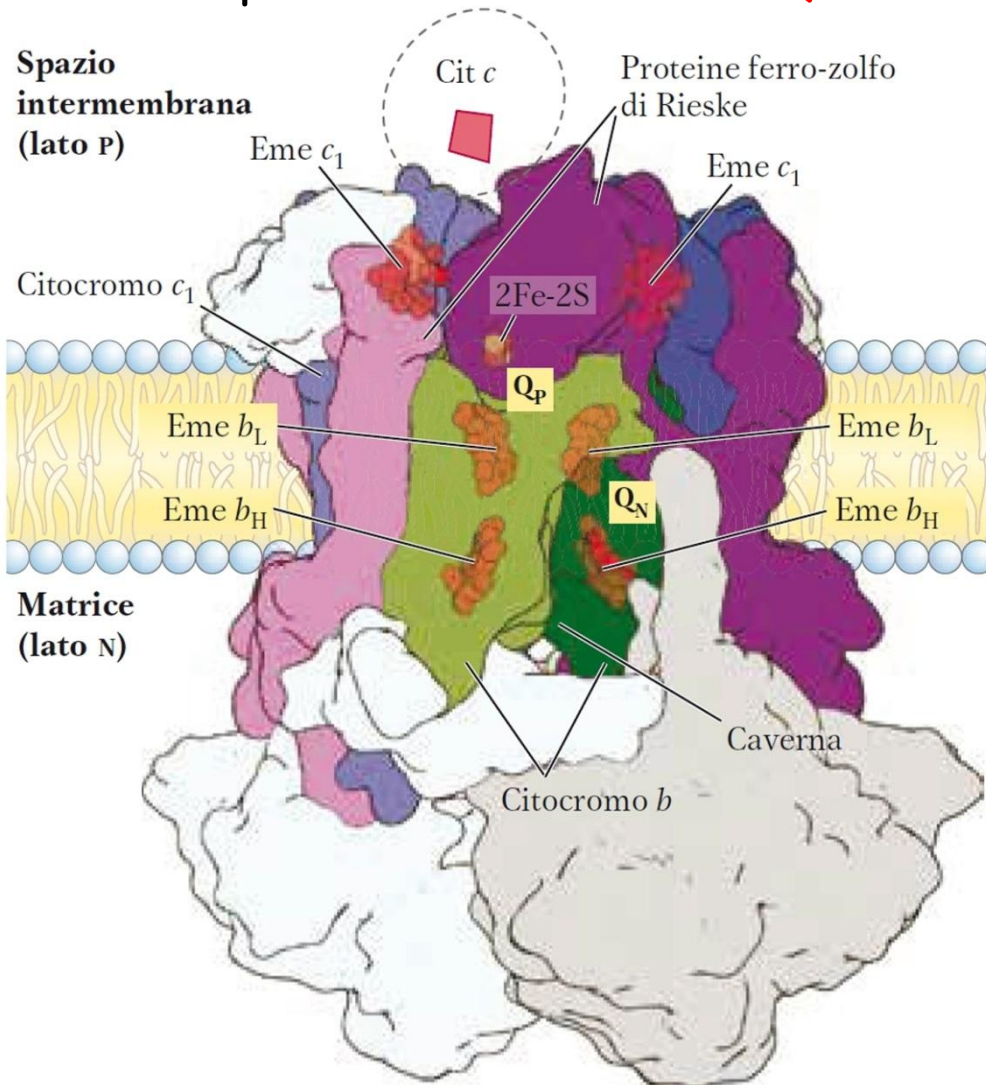 Spazio
intermembrana
(lato P)
Cit c
Proteine ferro-zolfo
di Rieske
Eme c1
Eme c1
Citocromo c1
2Fe-2S
QP
Eme bL
Eme bL
QN
Eme bH
Eme bH
Matrice
(lato N)
Caverna
Citocromo b